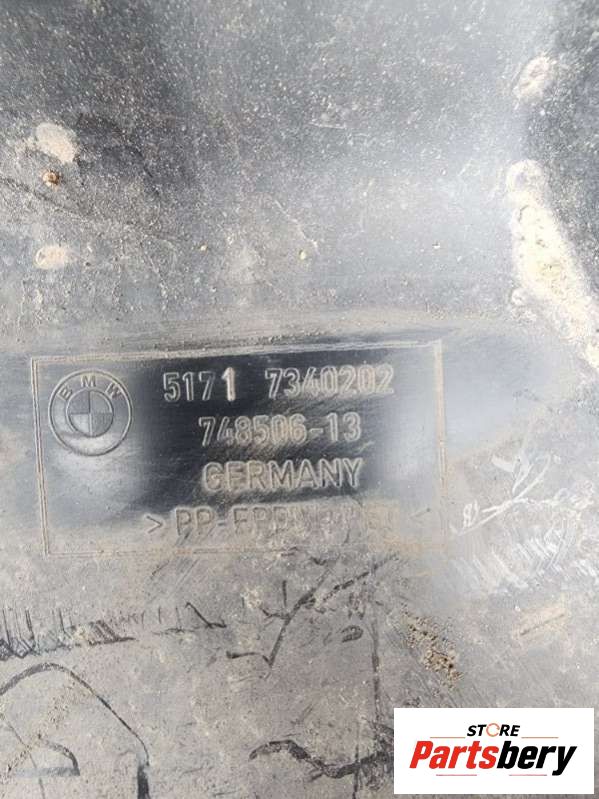 BMW
5171 7340202
748506-13
GERMANY
STORE
Partsbery